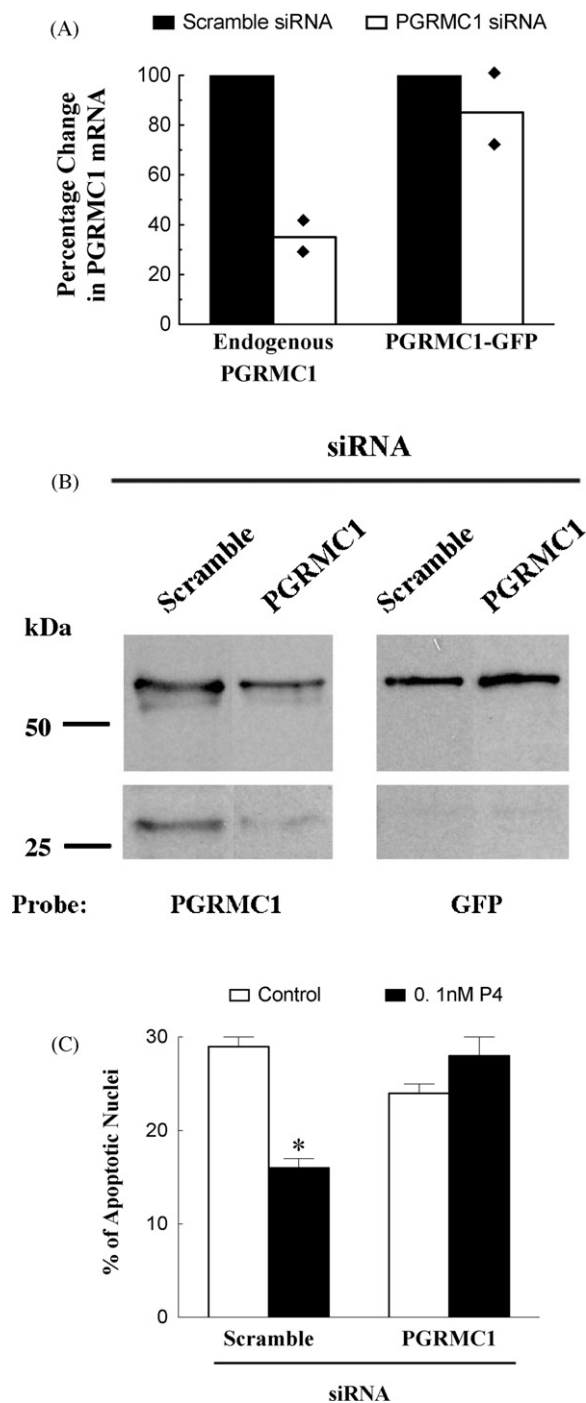 (A)
Scramble siRNA PGRMC1 siRNA
Percentage Change
in PGRMC1 mRNA
100
80
60
40
20
0
Endogenous
PGRMC1
PGRMC1-GFP
siRNA
(B)
Scramble PGRMC1 Scramble PGRMC1
kDa
50
25
Probe: PGRMC1 GFP
Control 0. 1nM P4
(C)
% of Apoptotic Nuclei
30
20
10
0
*
Scramble PGRMC1
siRNA